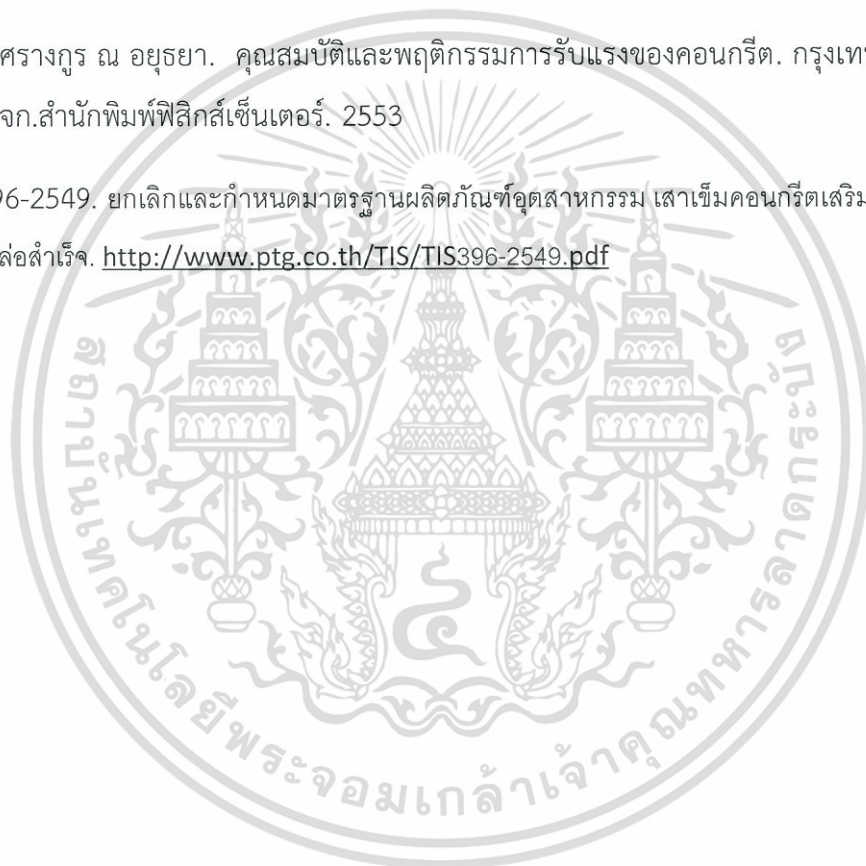 ศรางกูร ณ อยุธยา. คุณสมบัติและพฤติกรรมการรับแรงของคอนกรีต. กรุงเทพ
จก.สำนักพิมพ์ฟิสิกส์เซ็นเตอร์. 2553
96-2549. ยกเลิกและกำหนดมาตรฐานผลิตภัณฑ์อุตสาหกรรม เสาเข็มคอนกรีตเสริม
ล่อสำเร็จ. http://www.ptg.co.th/TIS/TIS396-2549.pdf
สถาบันเทคโนโลยีพระจอมเกล้าเจ้าคุณทหารลาดกระบัง